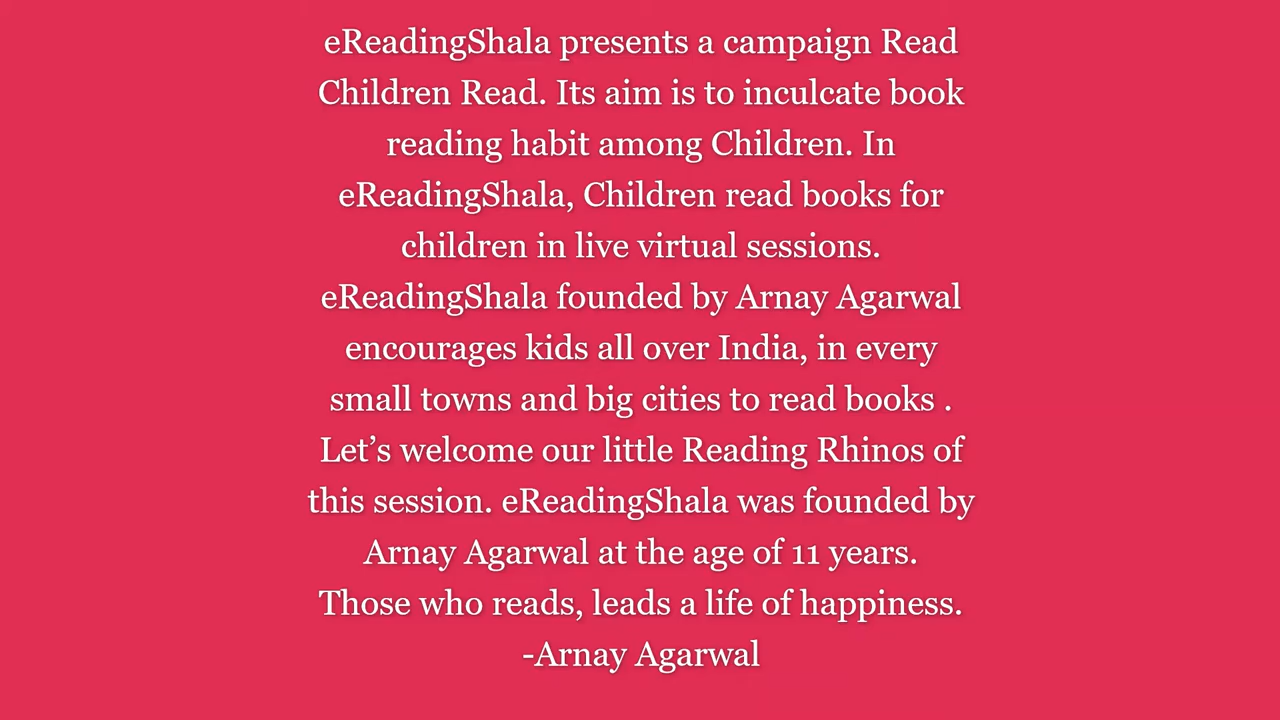 eReadingShala presents a campaign Read
Children Read. Its aim is to inculcate book
reading habit among Children. In
eReadingShala, Children read books for
children in live virtual sessions.
eReadingShala founded by Arnay Agarwal
encourages kids all over India, in every
small towns and big cities to read books .
Let’s welcome our little Reading Rhinos of
this session. eReadingShala was founded by
Arnay Agarwal at the age of 11 years.
Those who reads, leads a life of happiness.
-Arnay Agarwal